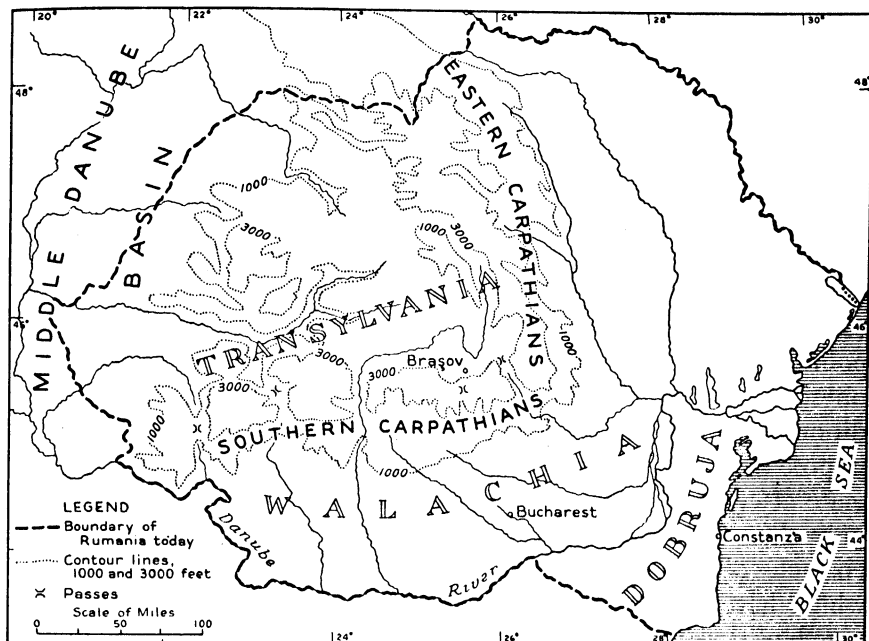 20°
22°
24°
26°
28°
30°
48°
48°
MIDDLE DANUBE
BASIN
EASTERN CARPATHIANS
1000
3000
1000
3000
46°
46°
TRANSYLVANIA
3000
3000
Braşov
3000
1000
1000
SOUTHERN CARPATHIANS
1000
WALACHIA
Bucharest
DOBRUJA
Constanza
44°
BLACK SEA
Danube
River
LEGEND
Boundary of
Rumania today
Contour lines,
1000 and 3000 feet
Passes
Scale of Miles
0 50 100
24°
26°
28°
30°